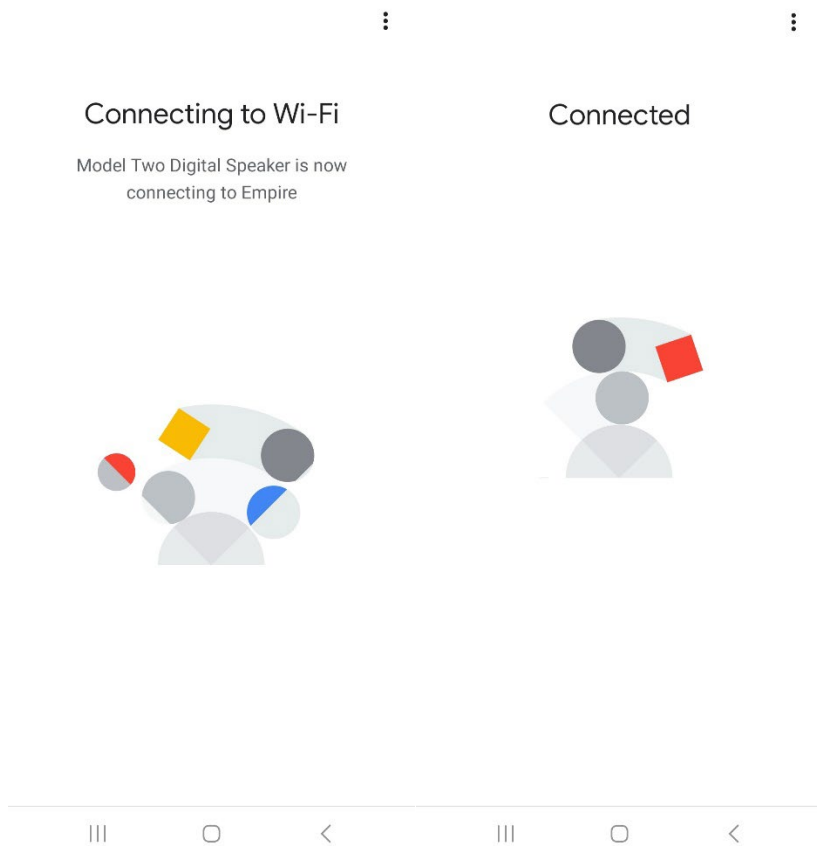 Connecting to Wi-Fi
Model Two Digital Speaker is now
connecting to Empire
Connected